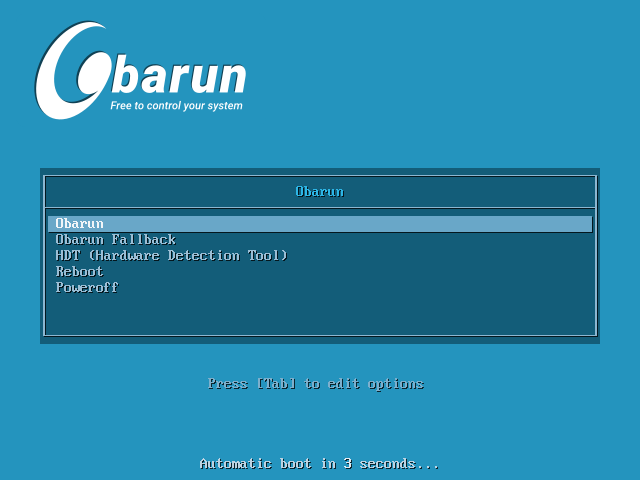 Obarun
Free to control your system
Obarun
Obarun
Obarun Fallback
HDT (Hardware Detection Tool)
Reboot
Poweroff
Press [Tab] to edit options
Automatic boot in 3 seconds...